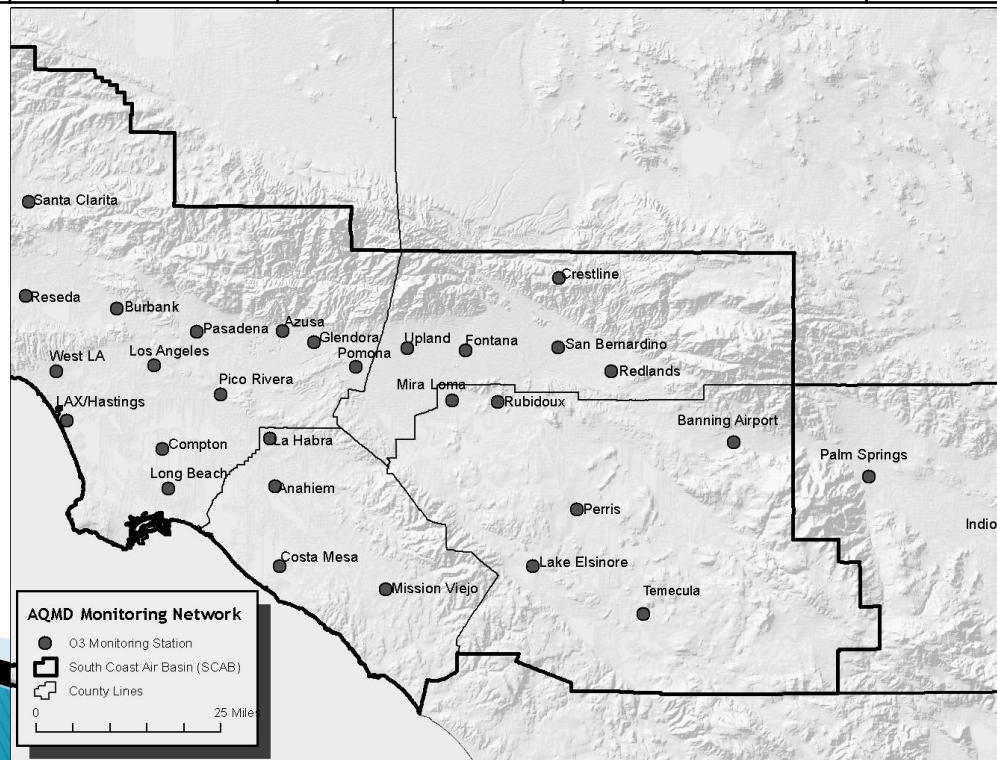 Santa Clarita
Crestline
Reseda
Burbank
Pasadena
Azusa
Glendora
Pomona
Upland
Fontana
San Bernardino
West LA
Los Angeles
Redlands
Pico Rivera
Mira Loma
Rubidoux
LAX/Hastings
Banning Airport
Compton
La Habra
Palm Springs
Long Beach
Anahiem
Perris
Indio
Costa Mesa
Lake Elsinore
Mission Viejo
Temecula
AQMD Monitoring Network
O3 Monitoring Station
South Coast Air Basin (SCAB)
County Lines
0 25 Miles